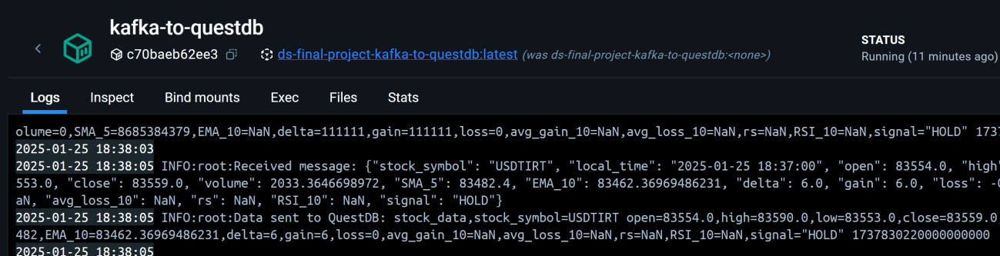 kafka-to-questdb
c70baeb62ee3 ds-final-project-kafka-to-questdb:latest (was ds-final-project-kafka-to-questdb:<none>)
STATUS
Running (11 minutes ago)
Logs Inspect Bind mounts Exec Files Stats
olume=0,SMA_5=8685384379,EMA_10=NaN,delta=111111,gain=111111,loss=0,avg_gain_10=NaN,avg_loss_10=NaN,rs=NaN,RSI_10=NaN,signal="HOLD" 1737
2025-01-25 18:38:03
2025-01-25 18:38:05 INFO:root:Received message: {"stock_symbol": "USDTIRT", "local_time": "2025-01-25 18:37:00", "open": 83554.0, "high"
553.0, "close": 83559.0, "volume": 2033.3646698972, "SMA_5": 83482.4, "EMA_10": 83462.36969486231, "delta": 6.0, "gain": 6.0, "loss": -0
aN, "avg_loss_10": NaN, "rs": NaN, "RSI_10": NaN, "signal": "HOLD"}
2025-01-25 18:38:05 INFO:root:Data sent to QuestDB: stock_data,stock_symbol=USDTIRT open=83554.0,high=83590.0,low=83553.0,close=83559.0
482,EMA_10=83462.36969486231,delta=6,gain=6,loss=0,avg_gain_10=NaN,avg_loss_10=NaN,rs=NaN,RSI_10=NaN,signal="HOLD" 1737830220000000000
2025-01-25 18:38:05